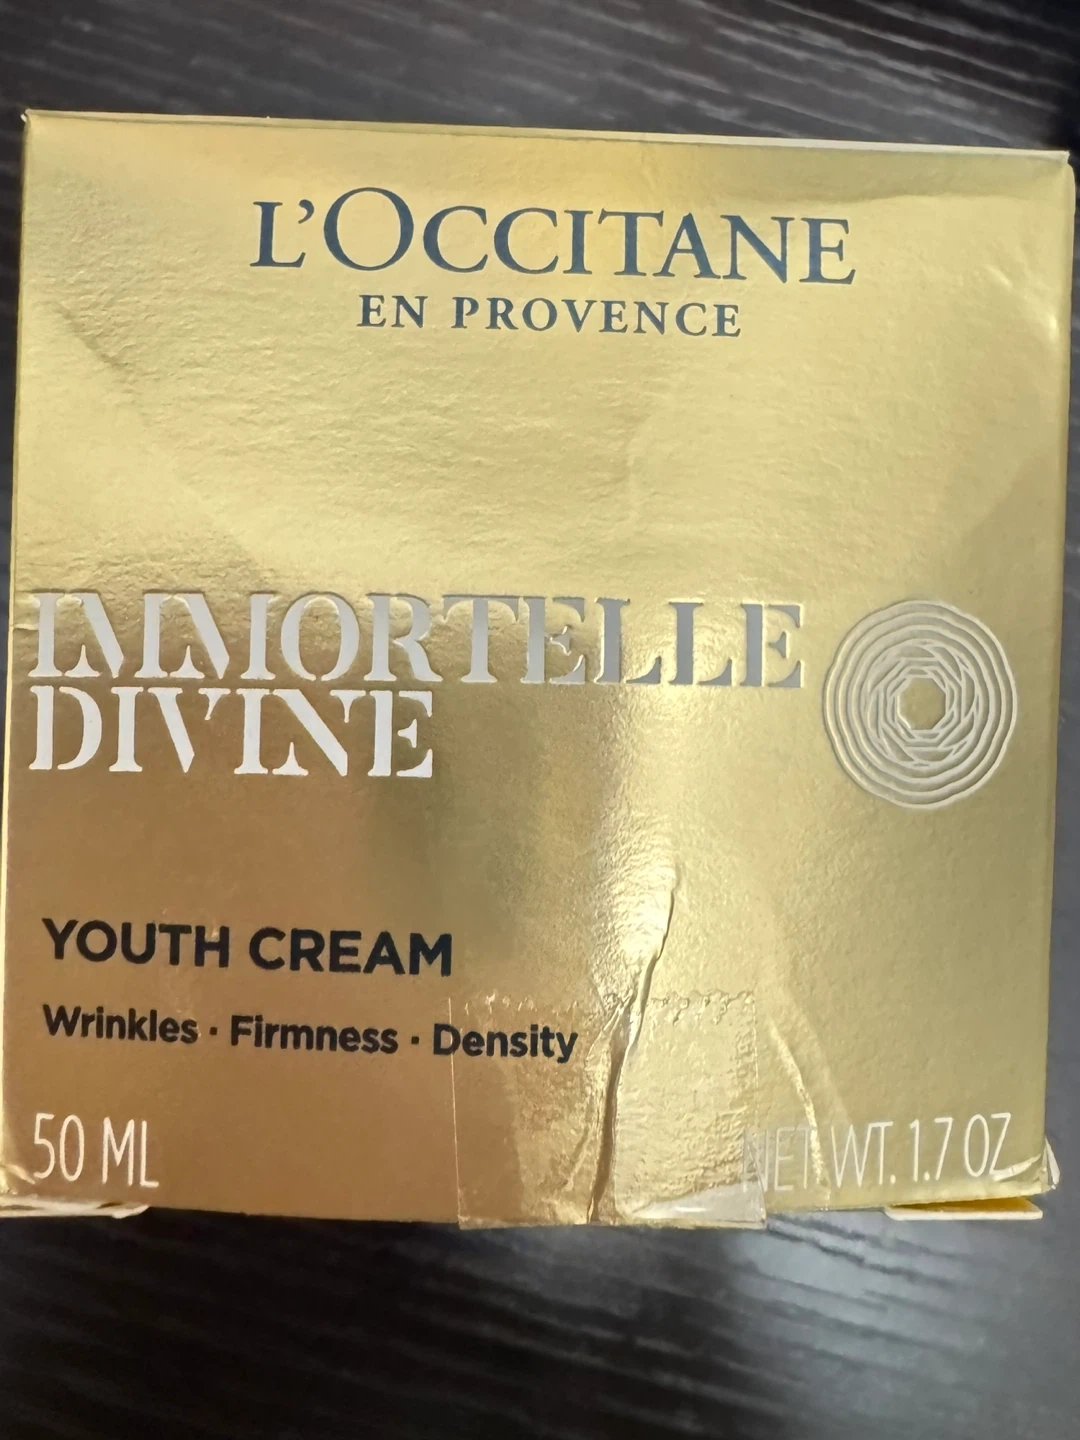 L'OCCITANE
EN PROVENCE
IMMORTELLE
DIVINE
YOUTH CREAM
Wrinkles · Firmness · Density
50 ML
NET WT. 1.7 OZ